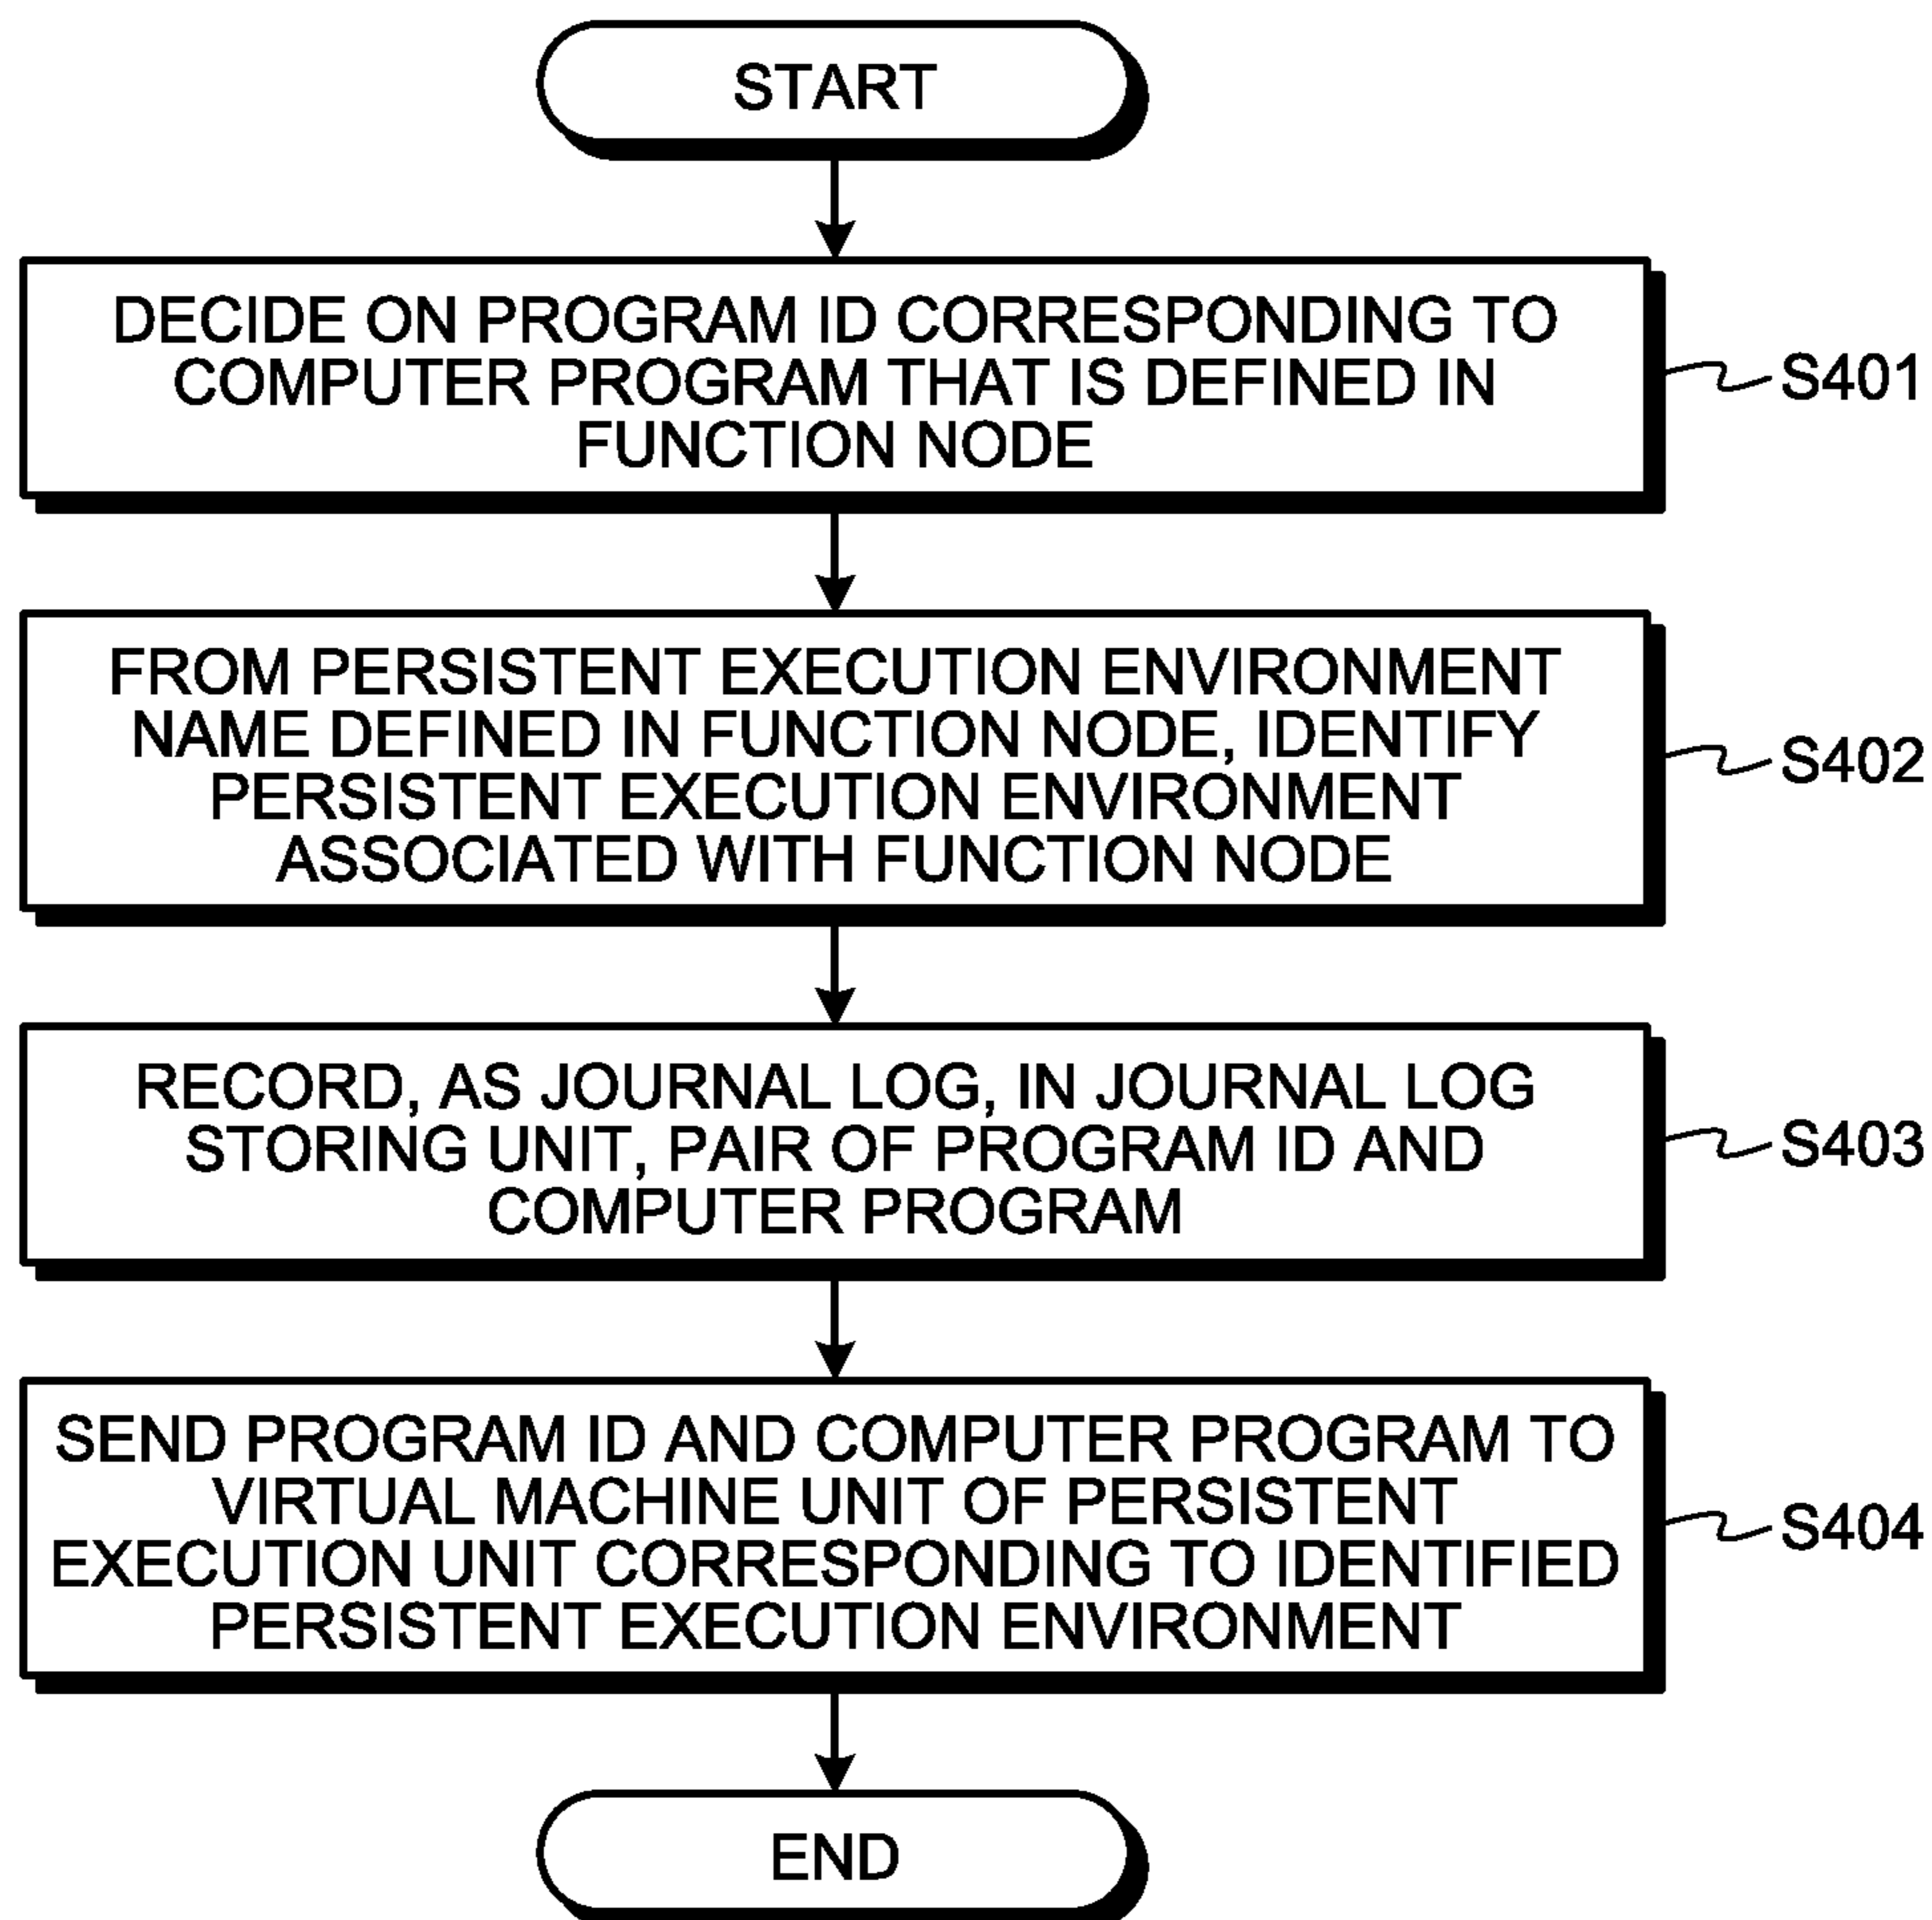 START
DECIDE ON PROGRAM ID CORRESPONDING TO
COMPUTER PROGRAM THAT IS DEFINED IN
FUNCTION NODE
S401
FROM PERSISTENT EXECUTION ENVIRONMENT
NAME DEFINED IN FUNCTION NODE, IDENTIFY
PERSISTENT EXECUTION ENVIRONMENT
ASSOCIATED WITH FUNCTION NODE
S402
RECORD, AS JOURNAL LOG, IN JOURNAL LOG
STORING UNIT, PAIR OF PROGRAM ID AND
COMPUTER PROGRAM
S403
SEND PROGRAM ID AND COMPUTER PROGRAM TO
VIRTUAL MACHINE UNIT OF PERSISTENT
EXECUTION UNIT CORRESPONDING TO IDENTIFIED
PERSISTENT EXECUTION ENVIRONMENT
S404
END